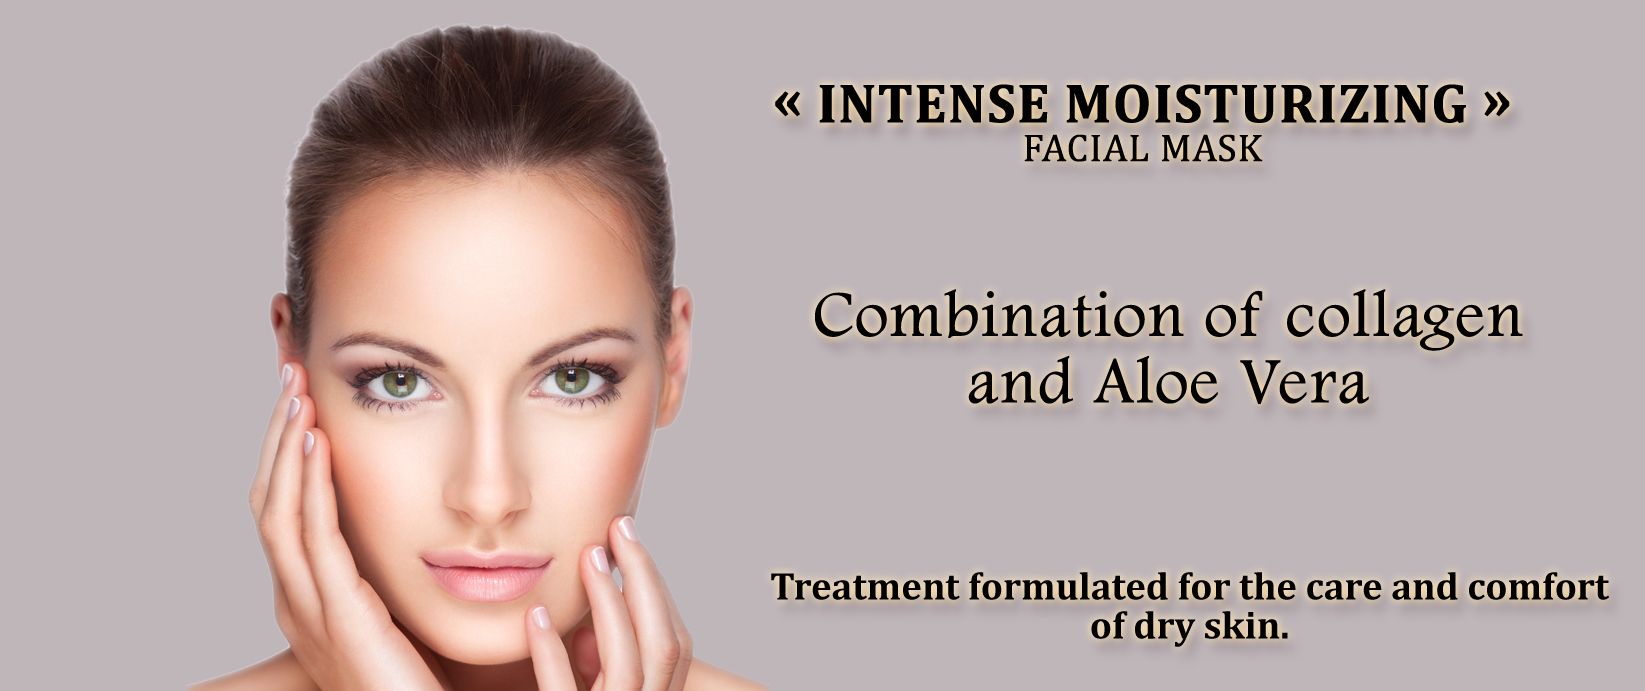 « INTENSE MOISTURIZING »
FACIAL MASK
Combination of collagen
and Aloe Vera
Treatment formulated for the care and comfort
of dry skin.